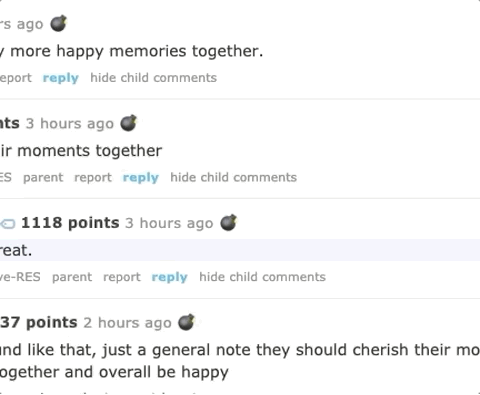 rs ago
y more happy memories together.
eport reply hide child comments
nts 3 hours ago
ir moments together
ES parent report reply hide child comments
1118 points 3 hours ago
reat.
ve-RES parent report reply hide child comments
37 points 2 hours ago
und like that, just a general note they should cherish their mo
ogether and overall be happy